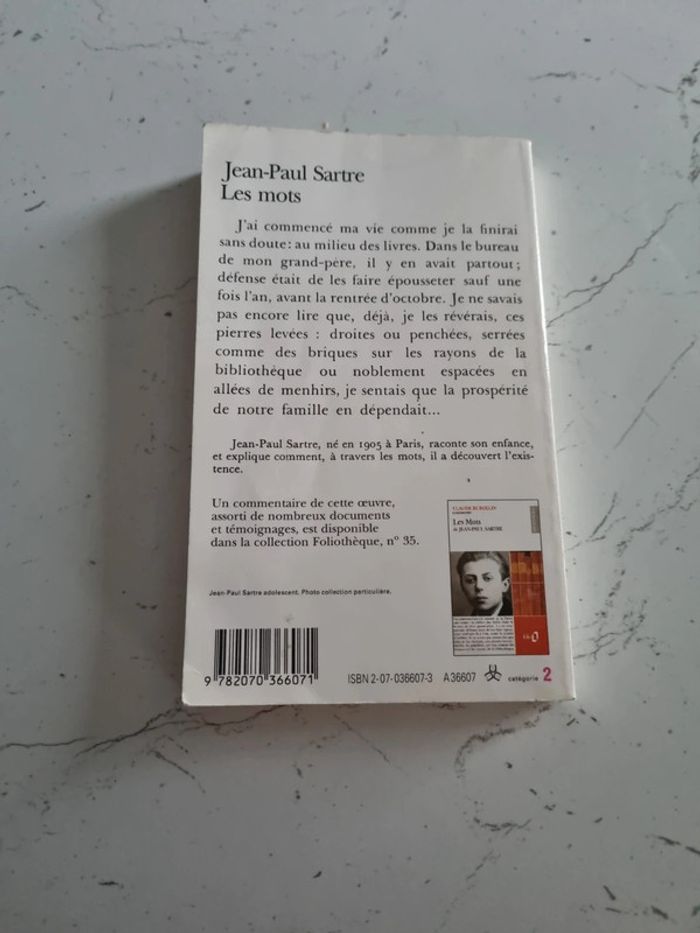 Jean-Paul Sartre
Les mots
J'ai commencé ma vie comme je la finirai
sans doute: au milieu des livres. Dans le bureau
de mon grand-père, il y en avait partout;
défense était de les faire épousseter sauf une
fois l'an, avant la rentrée d'octobre. Je ne savais
pas encore lire que, déjà, je les révérais, ces
pierres levées : droites ou penchées, serrées
comme des briques sur les rayons de la
bibliothèque ou noblement espacées en
allées de menhirs, je sentais que la prospérité
de notre famille en dépendait...
Jean-Paul Sartre, né en 1905 à Paris, raconte son enfance,
et explique comment, à travers les mots, il a découvert l'exis-
tence.
Un commentaire de cette œuvre,
assorti de nombreux documents
et témoignages, est disponible
dans la collection Foliothèque, n° 35.
Les Mots
de JEAN-PAUL SARTRE
Jean-Paul Sartre adolescent. Photo collection particulière.
9 782070 366071
ISBN 2-07-036607-3 A 36607 catégorie 2